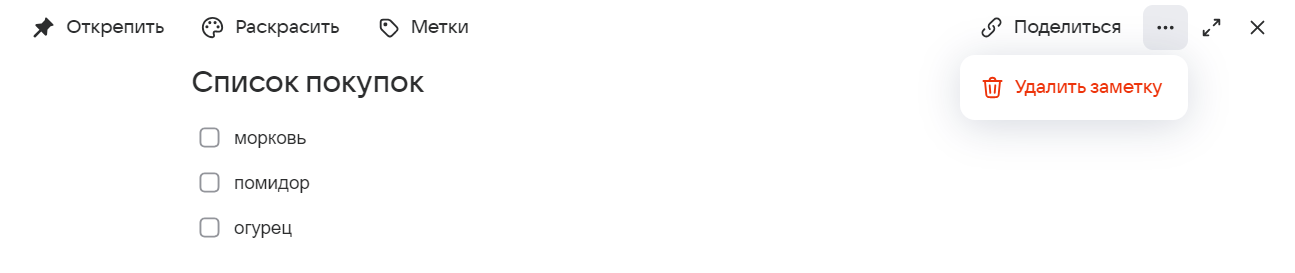 Открепить Раскрасить Метки Поделиться
Удалить заметку
Список покупок
морковь
помидор
огурец